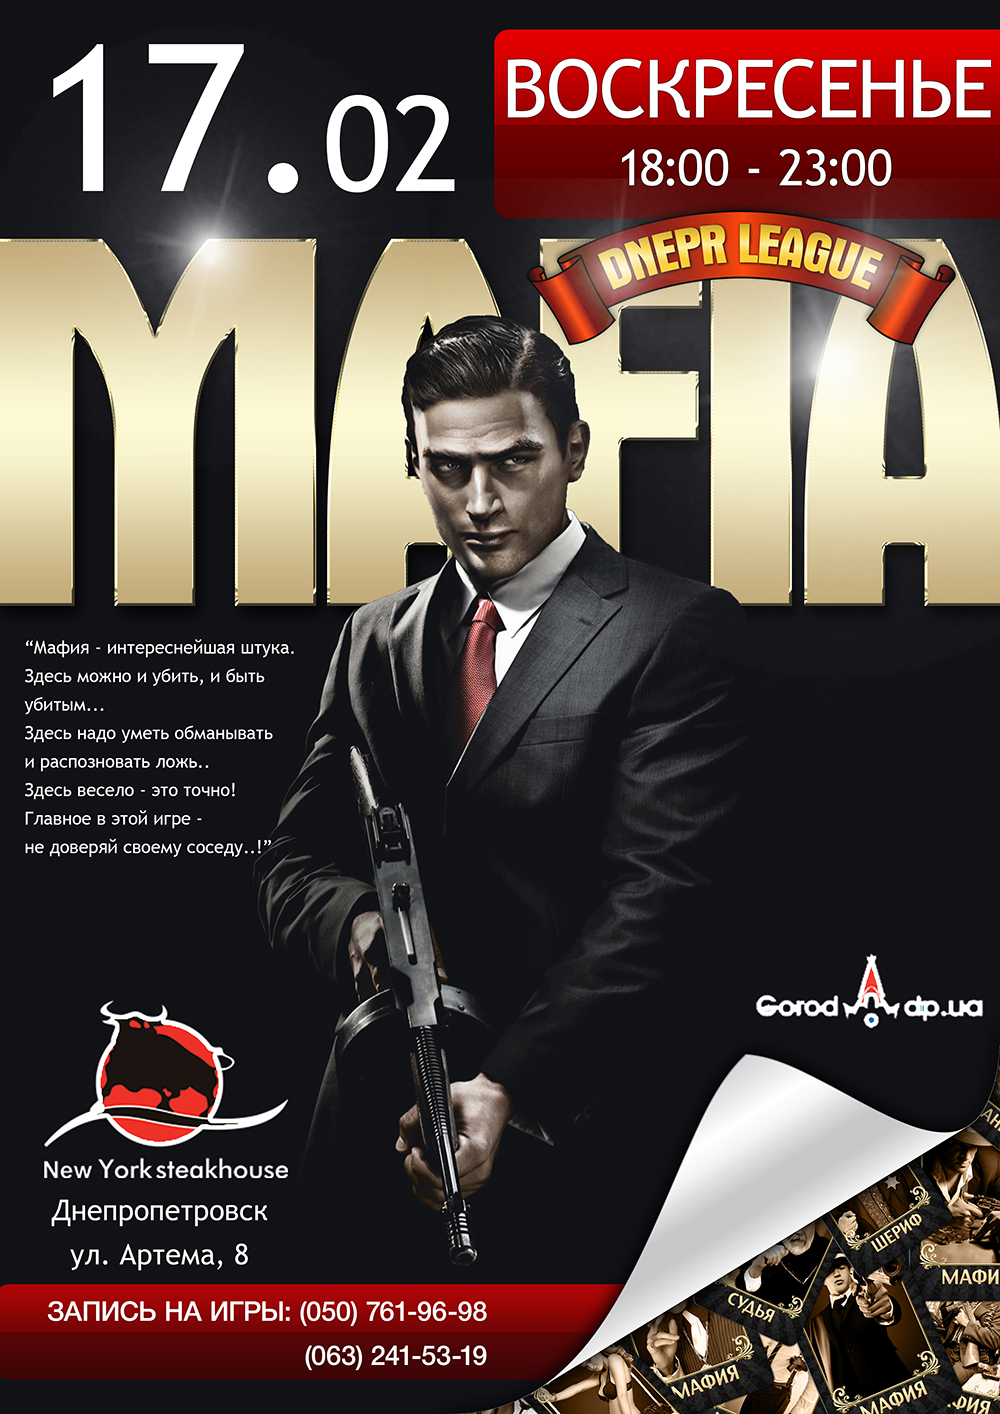 17.02
ВОСКРЕСЕНЬЕ
18:00 - 23:00
DNEPR LEAGUE
MAFIA
“Мафия - интереснейшая штука.
Здесь можно и убить, и быть
убитым...
Здесь надо уметь обманывать
и распозновать ложь..
Здесь весело - это точно!
Главное в этой игре -
не доверяй своему соседу..!”
Gorod dp.ua
New York steakhouse
Днепропетровск
ул. Артема, 8
ЗАПИСЬ НА ИГРЫ: (050) 761-96-98
(063) 241-53-19
ШЕРИФ
МАФИ
СУДЬЯ
МАФИЯ
МАФИЯ
ФИЯ